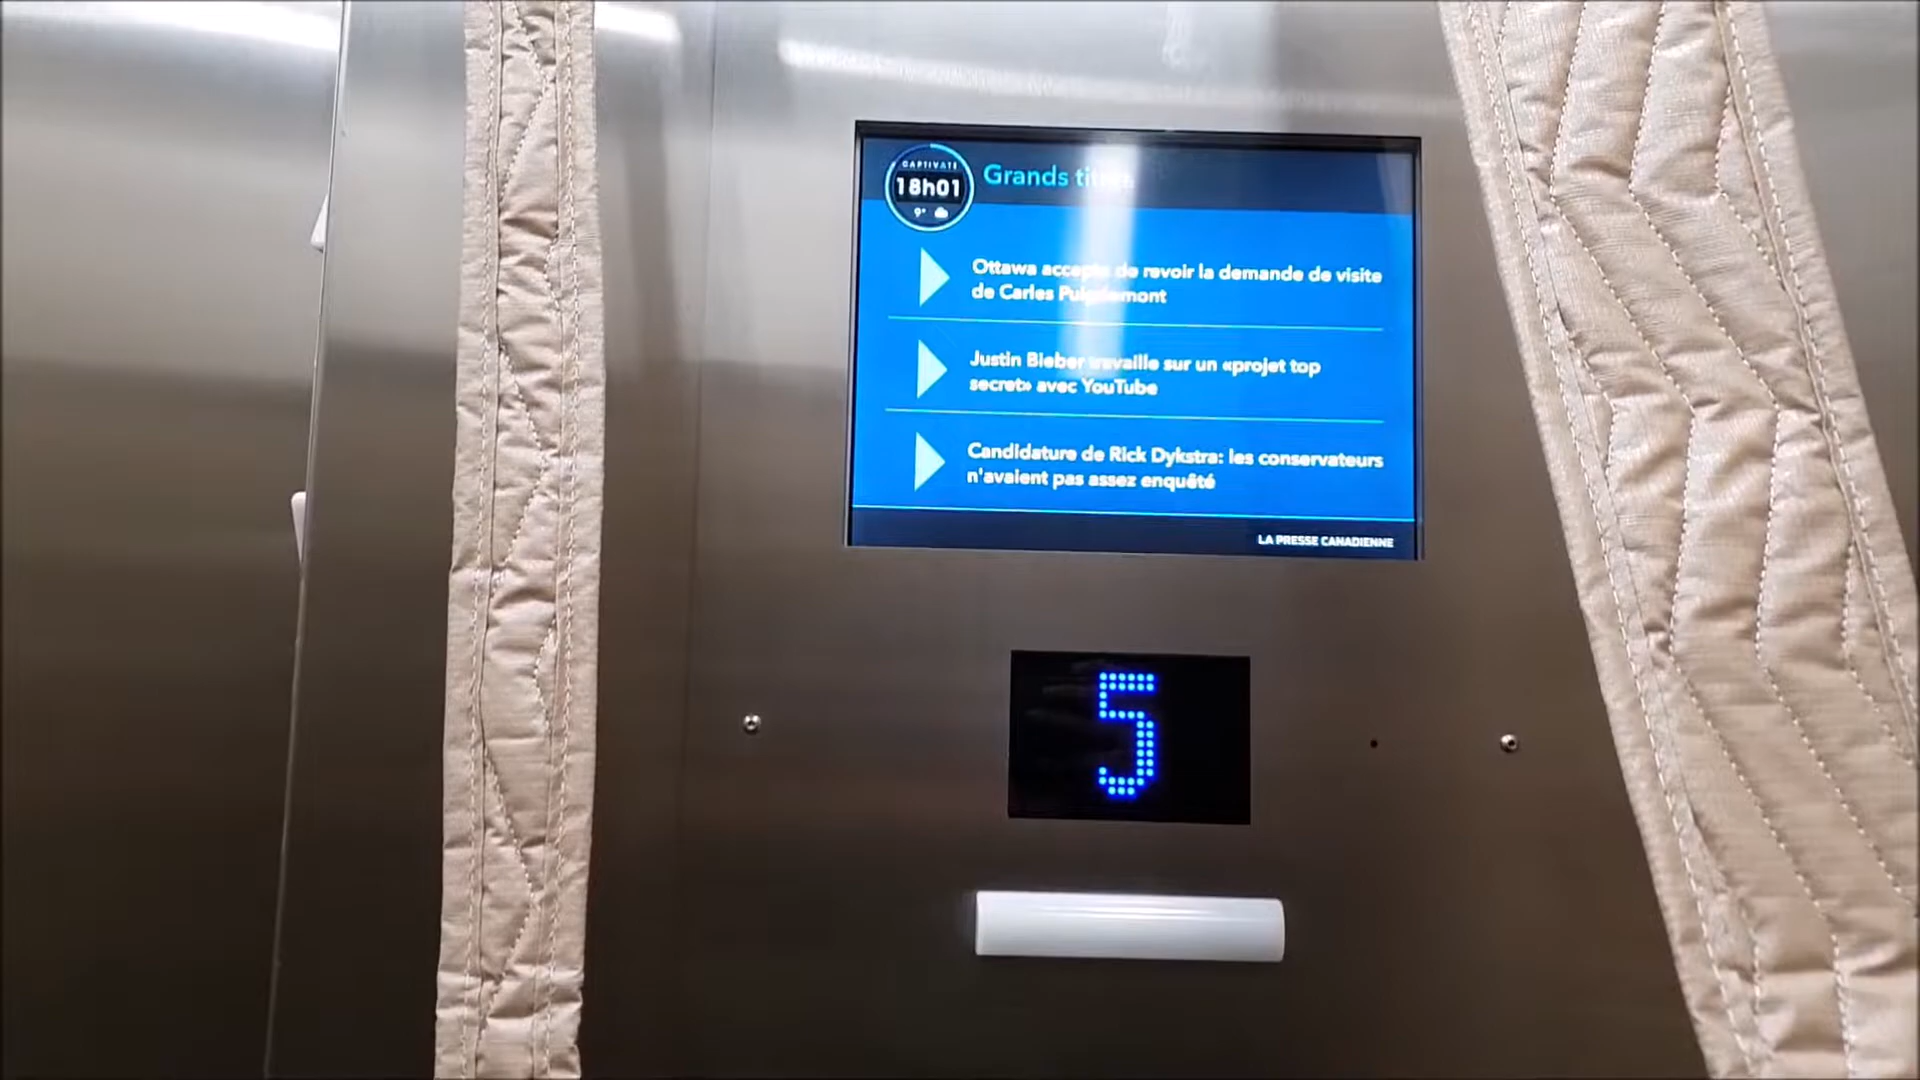 CAPTIVATE
18h01
9°
Grands titres
Ottawa accepte de revoir la demande de visite
de Carles Puigdemont
Justin Bieber travaille sur un «projet top
secret» avec YouTube
Candidature de Rick Dykstra: les conservateurs
n'avaient pas assez enquêté
LA PRESSE CANADIENNE
5